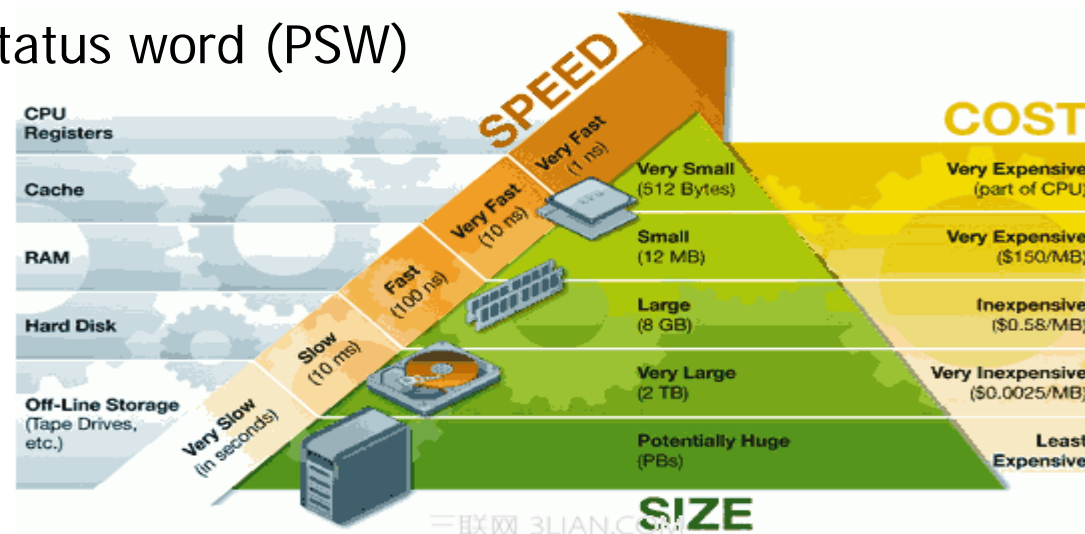 tatus word (PSW)
SPEED
COST
CPU
Registers
Cache
RAM
Hard Disk
Off-Line Storage
(Tape Drives,
etc.)
Very Fast
(1 ns)
Very Fast
(10 ns)
Fast
(100 ns)
Slow
(10 ms)
Very Slow
(in seconds)
Very Small
(512 Bytes)
Small
(12 MB)
Large
(8 GB)
Very Large
(2 TB)
Potentially Huge
(PBs)
Very Expensive
(part of CPU)
Very Expensive
($150/MB)
Inexpensive
($0.58/MB)
Very Inexpensive
($0.0025/MB)
Least
Expensive
SIZE
三联网 3LIAN.COM